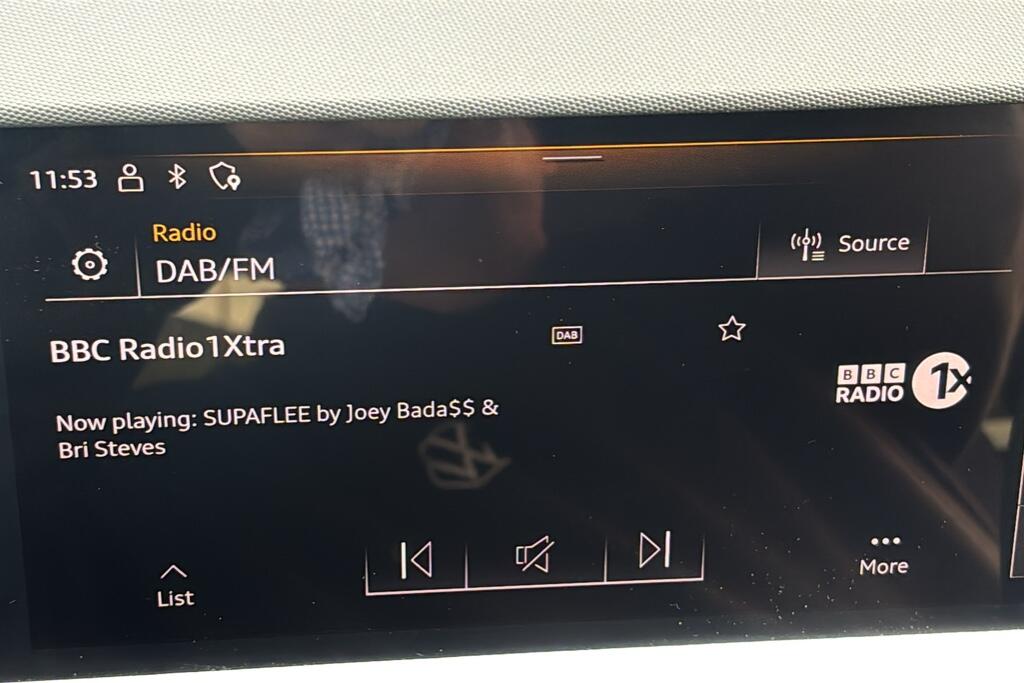 11:53
Radio
DAB/FM
Source
BBC Radio1Xtra
DAB
BBC
RADIO 1X
Now playing: SUPAFLEE by Joey Bada$$ &
Bri Steves
List
More